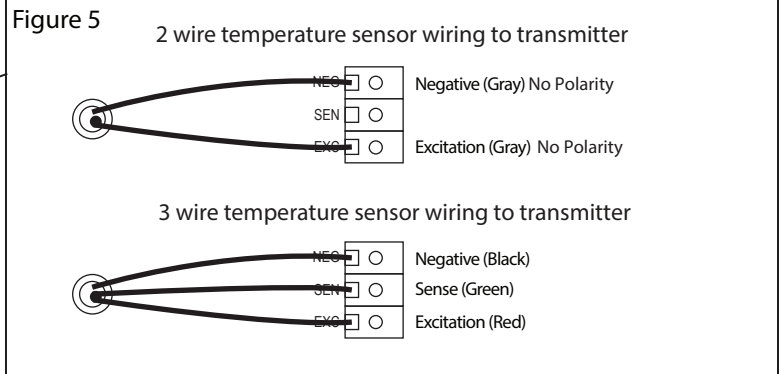 Figure 5
2 wire temperature sensor wiring to transmitter
NEG Negative (Gray) No Polarity
SEN
EXC Excitation (Gray) No Polarity
3 wire temperature sensor wiring to transmitter
NEG Negative (Black)
SEN Sense (Green)
EXC Excitation (Red)